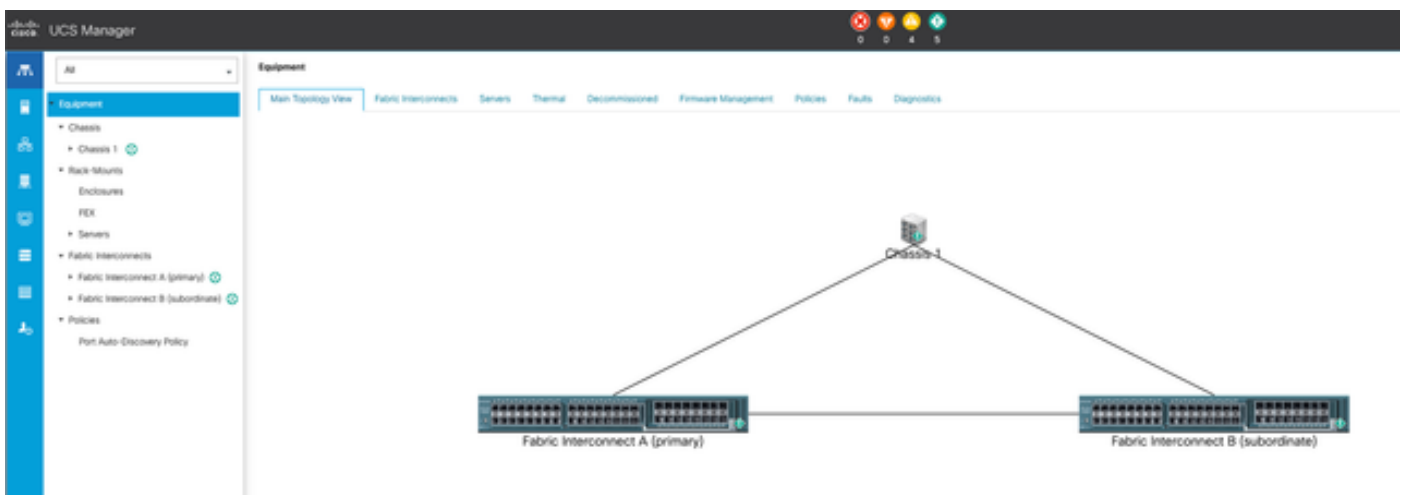 cisco UCS Manager
0 0 4 5
All
Equipment
Chassis
Chassis 1
Rack-Mounts
Enclosures
FEX
Servers
Fabric Interconnects
Fabric Interconnect A (primary)
Fabric Interconnect B (subordinate)
Policies
Port Auto-Discovery Policy
Equipment
Main Topology View Fabric Interconnects Servers Thermal Decommissioned Firmware Management Policies Faults Diagnostics
Chassis 1
Fabric Interconnect A (primary)
Fabric Interconnect B (subordinate)